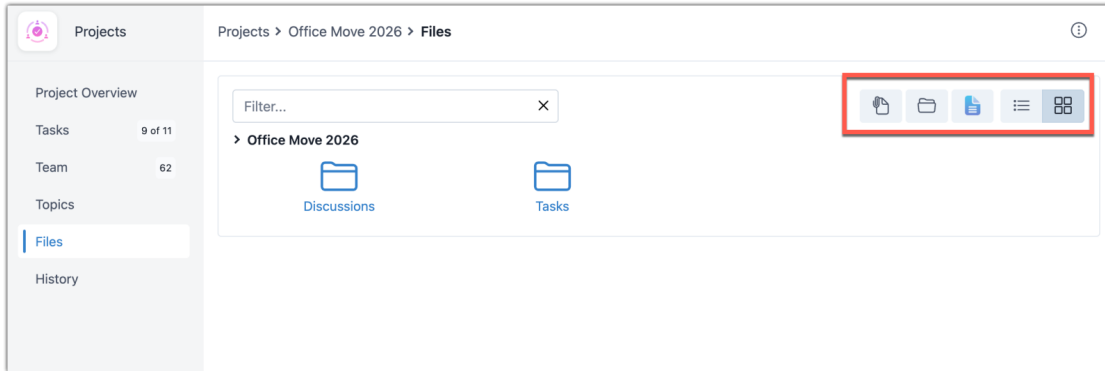 Projects
Projects > Office Move 2026 > Files
Project Overview
Tasks 9 of 11
Team 62
Topics
Files
History
Filter...
> Office Move 2026
Discussions Tasks